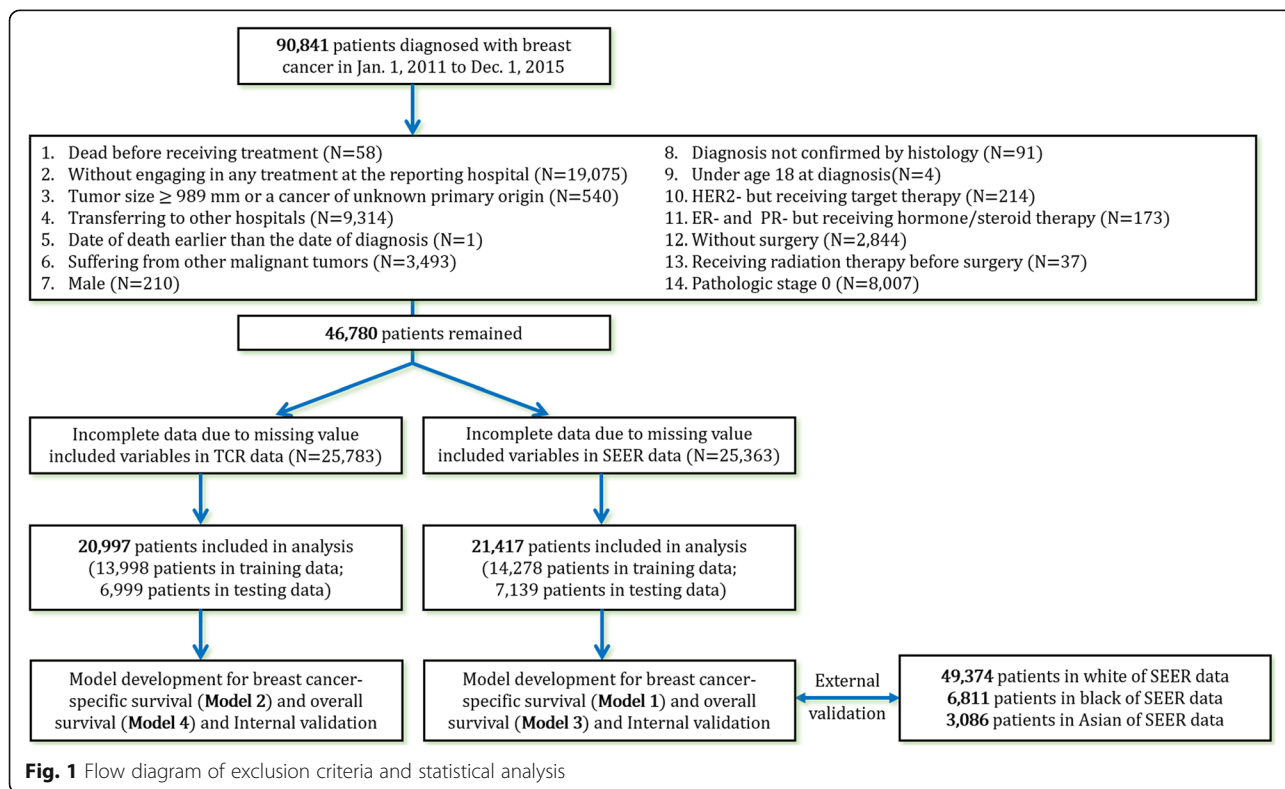 90,841 patients diagnosed with breast
cancer in Jan. 1, 2011 to Dec. 1, 2015
1. Dead before receiving treatment (N=58)
2. Without engaging in any treatment at the reporting hospital (N=19,075)
3. Tumor size ≥ 989 mm or a cancer of unknown primary origin (N=540)
4. Transferring to other hospitals (N=9,314)
5. Date of death earlier than the date of diagnosis (N=1)
6. Suffering from other malignant tumors (N=3,493)
7. Male (N=210)
8. Diagnosis not confirmed by histology (N=91)
9. Under age 18 at diagnosis(N=4)
10. HER2- but receiving target therapy (N=214)
11. ER- and PR- but receiving hormone/steroid therapy (N=173)
12. Without surgery (N=2,844)
13. Receiving radiation therapy before surgery (N=37)
14. Pathologic stage 0 (N=8,007)
46,780 patients remained
Incomplete data due to missing value
included variables in TCR data (N=25,783)
Incomplete data due to missing value
included variables in SEER data (N=25,363)
20,997 patients included in analysis
(13,998 patients in training data;
6,999 patients in testing data)
21,417 patients included in analysis
(14,278 patients in training data;
7,139 patients in testing data)
Model development for breast cancer-
specific survival (Model 2) and overall
survival (Model 4) and Internal validation
Model development for breast cancer-
specific survival (Model 1) and overall
survival (Model 3) and Internal validation
External
validation
49,374 patients in white of SEER data
6,811 patients in black of SEER data
3,086 patients in Asian of SEER data
Fig. 1 Flow diagram of exclusion criteria and statistical analysis